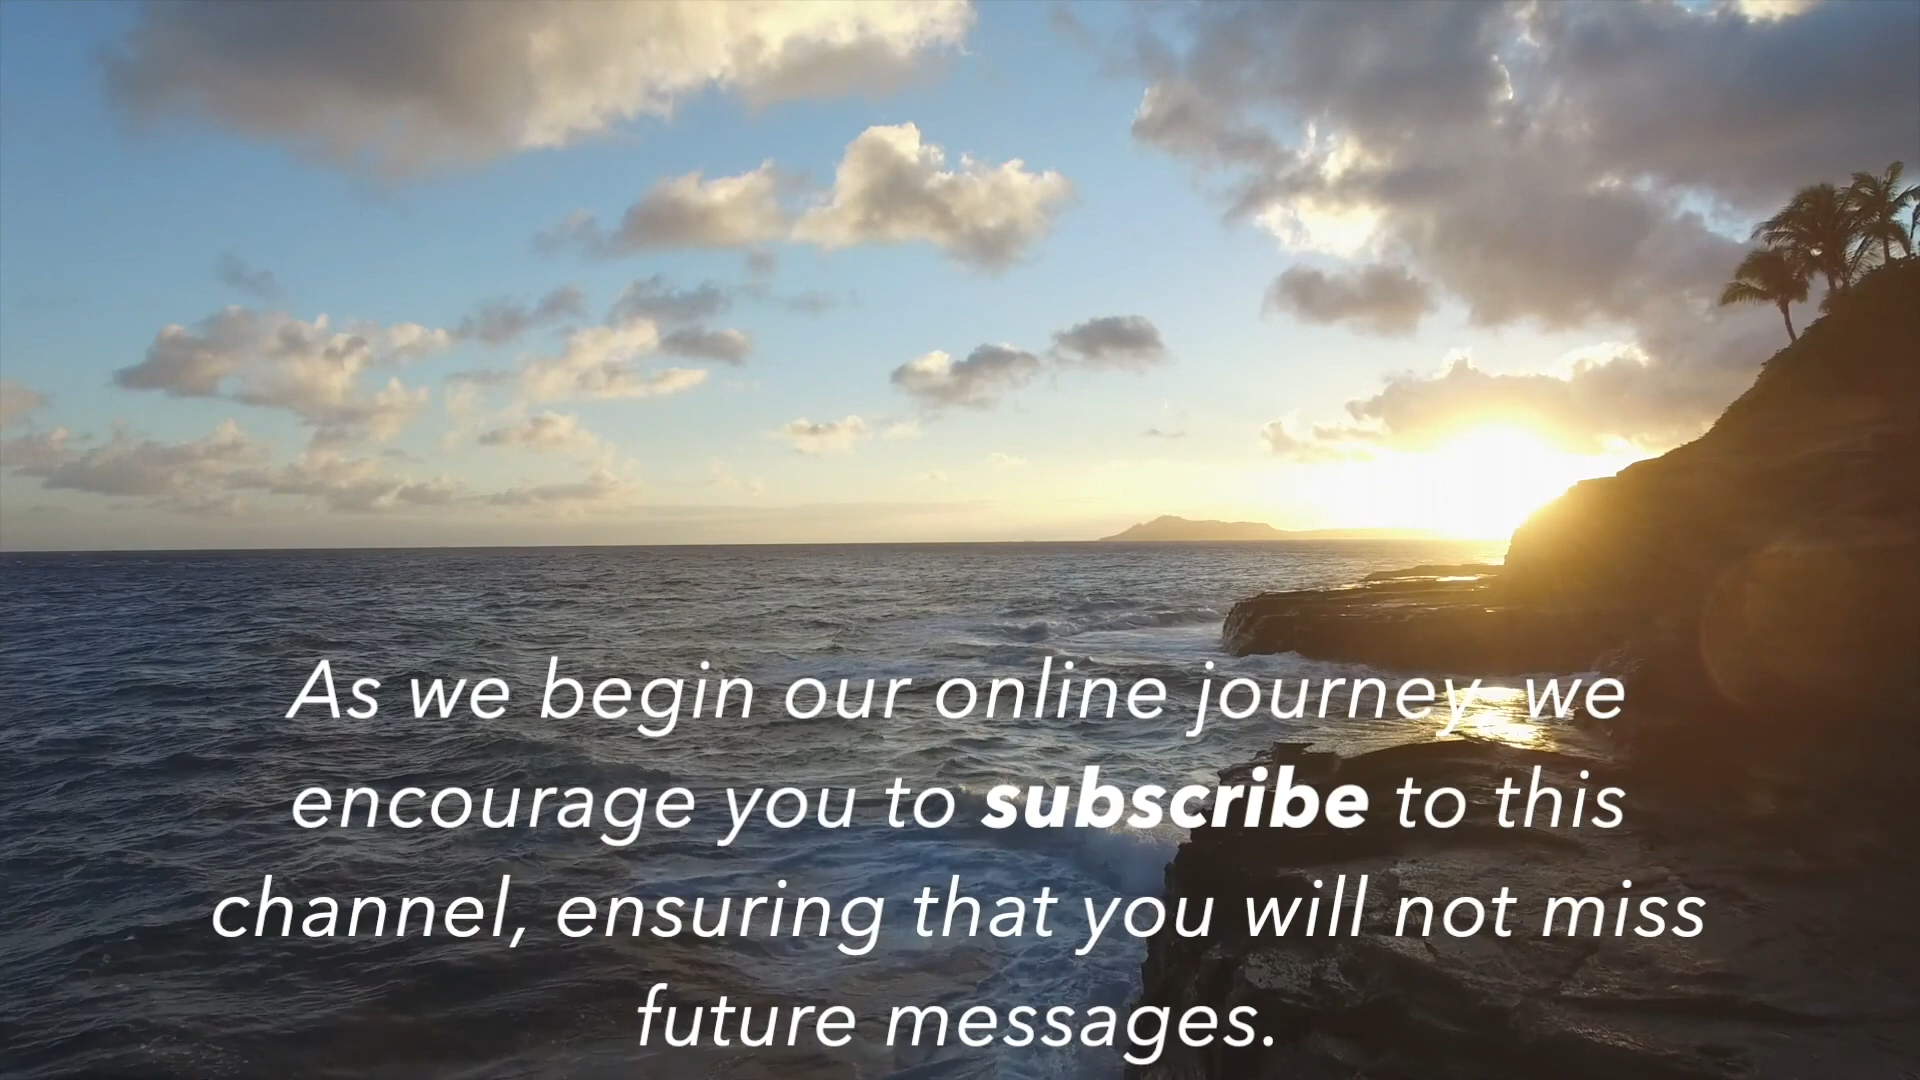 As we begin our online journey, we
encourage you to subscribe to this
channel, ensuring that you will not miss
future messages.